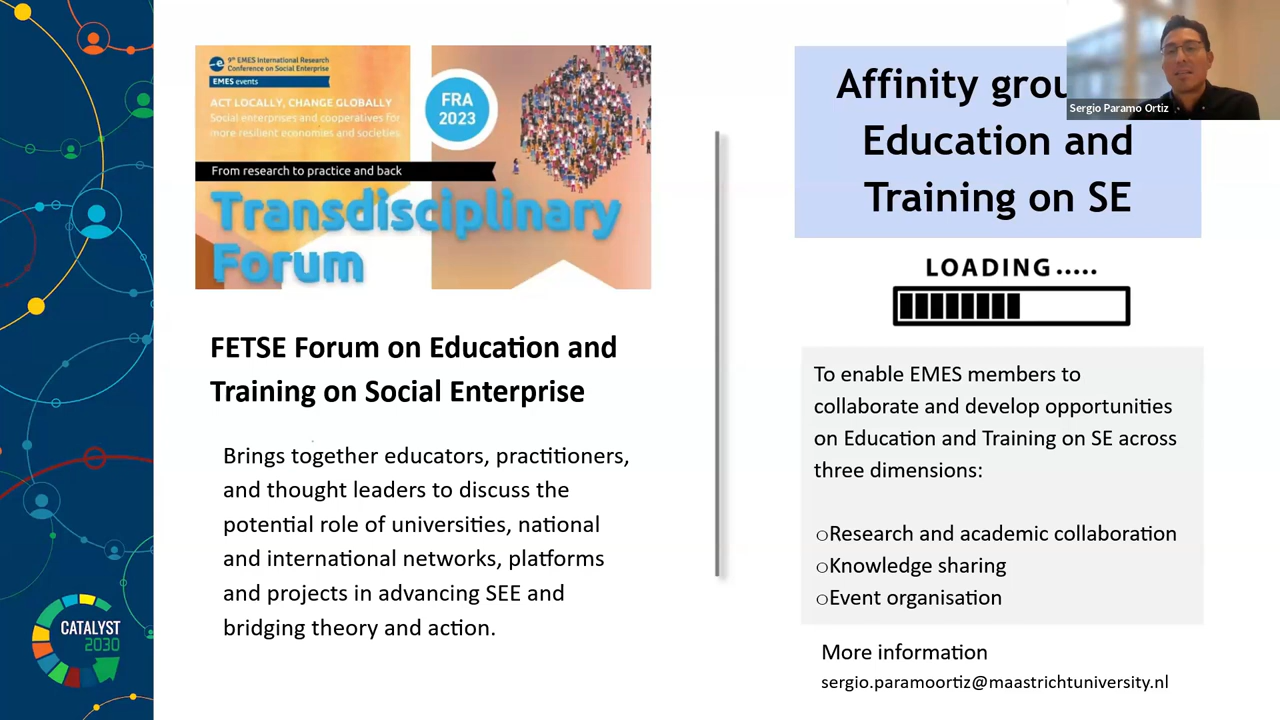 9th EMES International Research
Conference on Social Enterprise
EMES events
ACT LOCALLY, CHANGE GLOBALLY
Social enterprises and cooperatives for
more resilient economies and societies
FRA
2023
From research to practice and back
Transdisciplinary
Forum
FETSE Forum on Education and
Training on Social Enterprise
Brings together educators, practitioners,
and thought leaders to discuss the
potential role of universities, national
and international networks, platforms
and projects in advancing SEE and
bridging theory and action.
Affinity grou
Education and
Training on SE
Sergio Paramo Ortiz
LOADING.....
To enable EMES members to
collaborate and develop opportunities
on Education and Training on SE across
three dimensions:
○Research and academic collaboration
○Knowledge sharing
○Event organisation
More information
sergio.paramoortiz@maastrichtuniversity.nl
CATALYST
2030